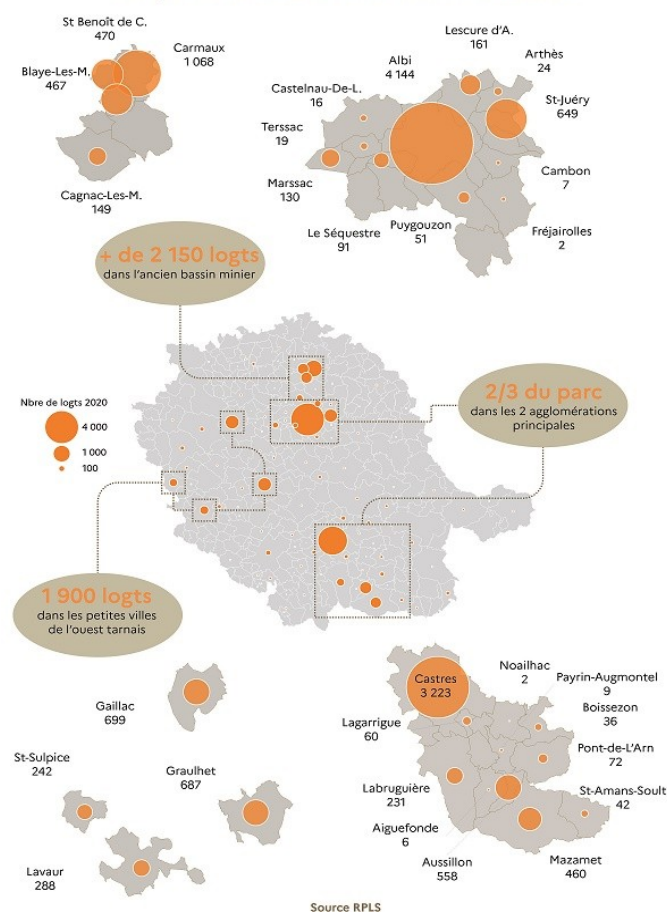 St Benoît de C.
470
Carmaux
1 068
Blaye-Les-M.
467
Cagnac-Les-M.
149
Lescure d'A.
161
Albi
4 144
Arthès
24
Castelnau-De-L.
16
St-Juéry
649
Terssac
19
Marssac
130
Cambon
7
Le Séquestre
91
Puygouzon
51
Fréjairolles
2
+ de 2 150 logts
dans l'ancien bassin minier
Nbre de logts 2020
4 000
1 000
100
2/3 du parc
dans les 2 agglomérations
principales
1 900 logts
dans les petites villes
de l'ouest tarnais
Gaillac
699
St-Sulpice
242
Graulhet
687
Lavaur
288
Castres
3 223
Noailhac
2
Payrin-Augmontel
9
Boissezon
36
Lagarrigue
60
Pont-de-L'Arn
72
Labruguière
231
St-Amans-Soult
42
Aiguefonde
6
Aussillon
558
Mazamet
460
Source RPLS